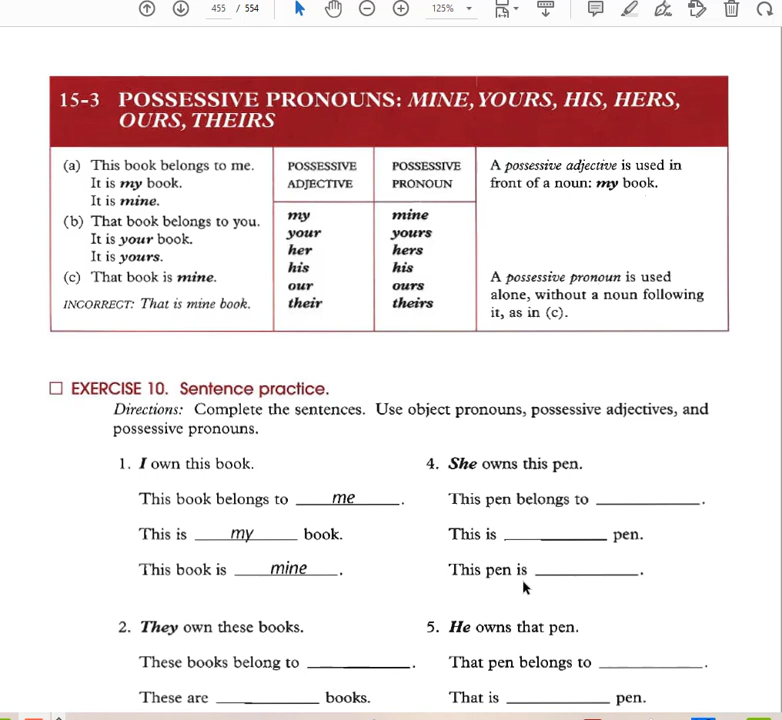 455 / 554
125%
15-3 POSSESSIVE PRONOUNS: MINE, YOURS, HIS, HERS,
OURS, THEIRS
(a) This book belongs to me.
It is my book.
It is mine.
(b) That book belongs to you.
It is your book.
It is yours.
(c) That book is mine.
INCORRECT: That is mine book.
POSSESSIVE
ADJECTIVE
my
your
her
his
our
their
POSSESSIVE
PRONOUN
mine
yours
hers
his
ours
theirs
A possessive adjective is used in
front of a noun: my book.
A possessive pronoun is used
alone, without a noun following
it, as in (c).
EXERCISE 10. Sentence practice.
Directions: Complete the sentences. Use object pronouns, possessive adjectives, and
possessive pronouns.
1. I own this book.
This book belongs to me.
This is my book.
This book is mine.
2. They own these books.
These books belong to ________.
These are ________ books.
4. She owns this pen.
This pen belongs to ________.
This is ________ pen.
This pen is ________.
5. He owns that pen.
That pen belongs to ________.
That is ________ pen.